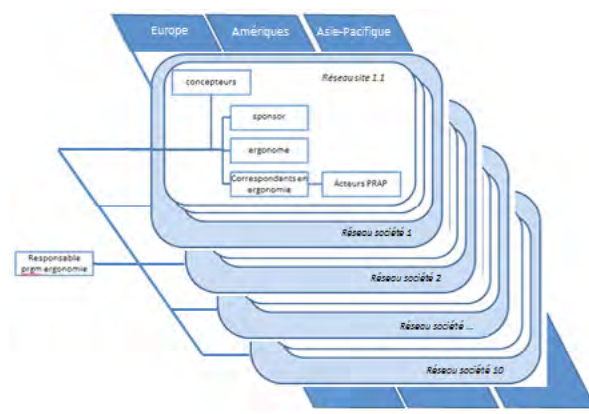 Europe
Amériques
Asie-Pacifique
Réseau site 1.1
concepteurs
sponsor
ergonome
Correspondants en
ergonomie
Acteurs PRAP
Réseau société 1
Responsable
prgm ergonomie
Réseau société 2
Réseau société ...
Réseau société 10